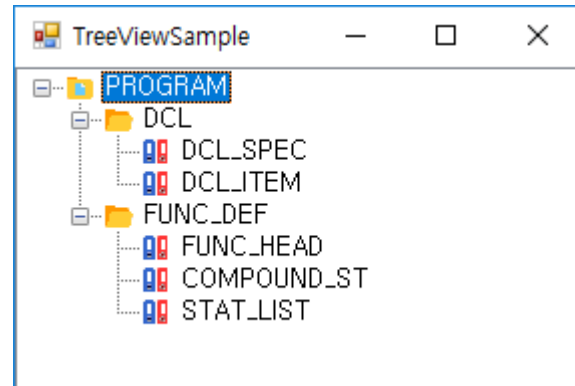 TreeViewSample
PROGRAM
DCL
DCL_SPEC
DCL_ITEM
FUNC_DEF
FUNC_HEAD
COMPOUND_ST
STAT_LIST